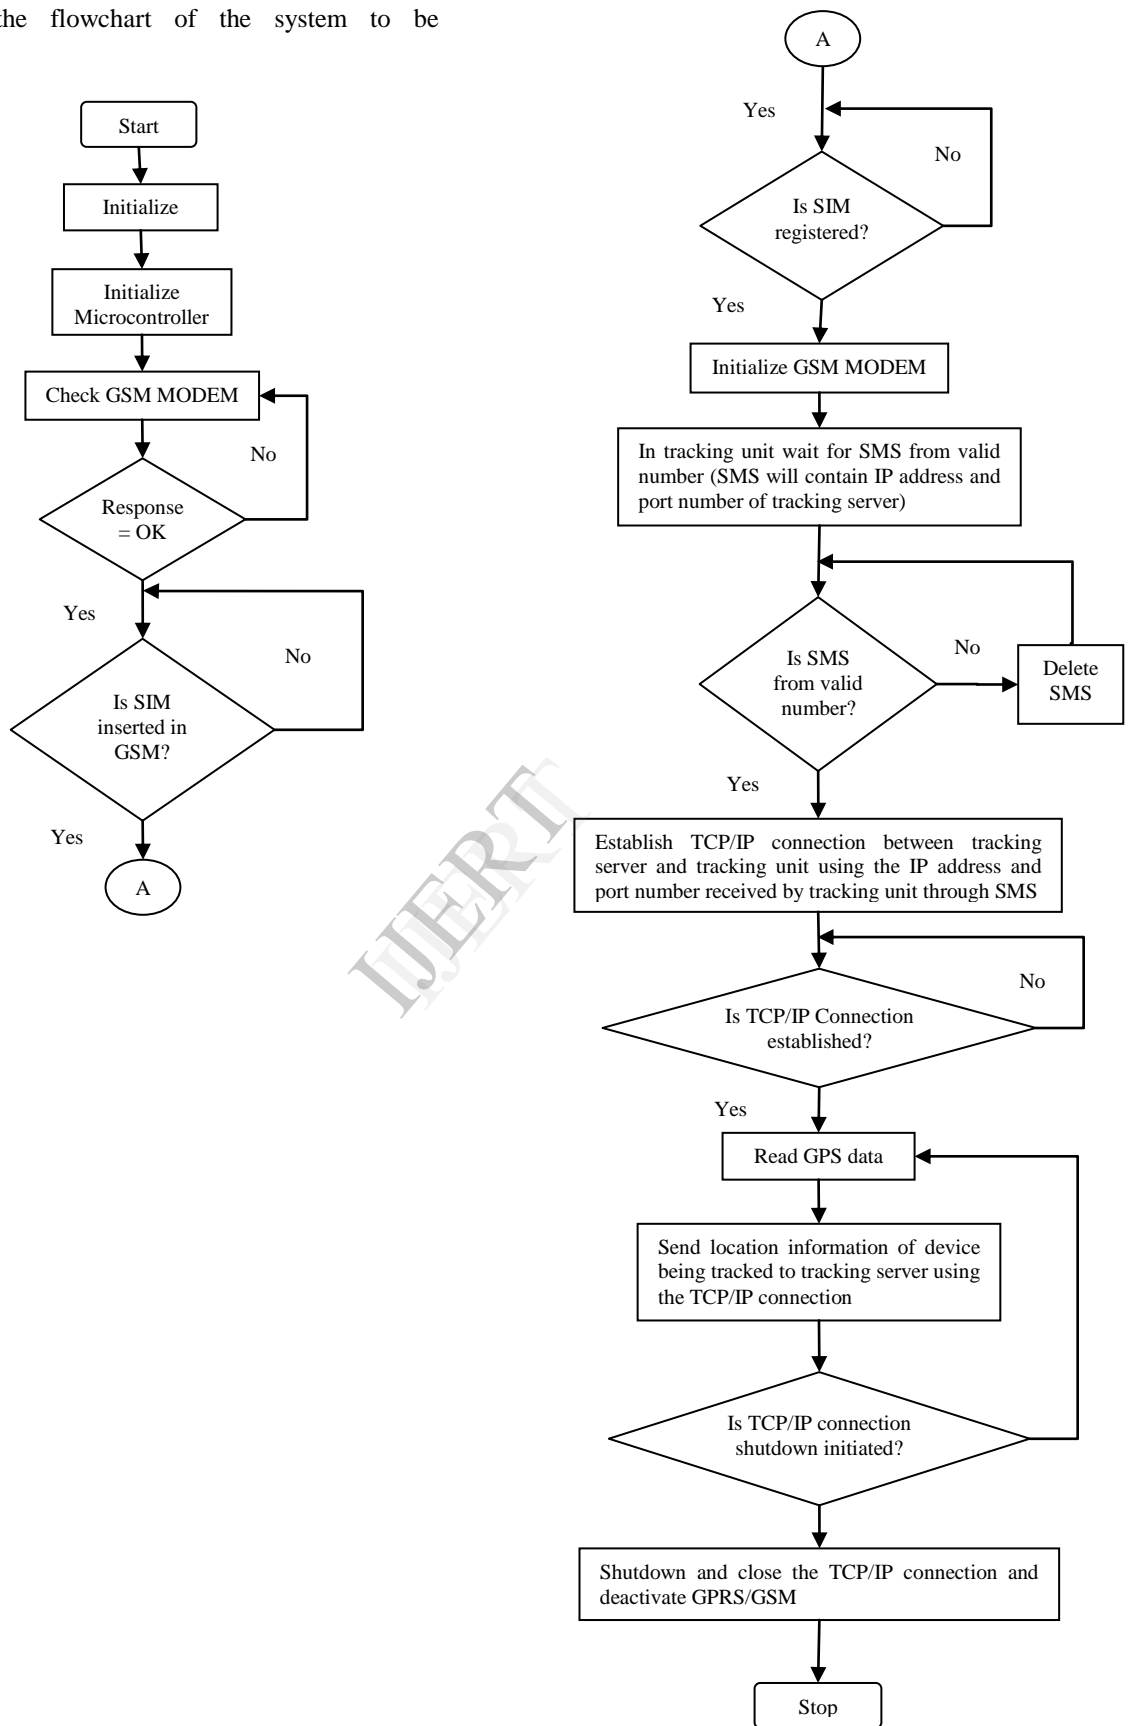 the flowchart of the system to be
Start
Initialize
Initialize
Microcontroller
Check GSM MODEM
No
Response
= OK
Yes
No
Is SIM
inserted in
GSM?
Yes
A
A
Yes
No
Is SIM
registered?
Yes
Initialize GSM MODEM
In tracking unit wait for SMS from valid
number (SMS will contain IP address and
port number of tracking server)
Is SMS
from valid
number?
No
Delete
SMS
Yes
Establish TCP/IP connection between tracking
server and tracking unit using the IP address and
port number received by tracking unit through SMS
No
Is TCP/IP Connection
established?
Yes
Read GPS data
Send location information of device
being tracked to tracking server using
the TCP/IP connection
Is TCP/IP connection
shutdown initiated?
Shutdown and close the TCP/IP connection and
deactivate GPRS/GSM
Stop
IJERT